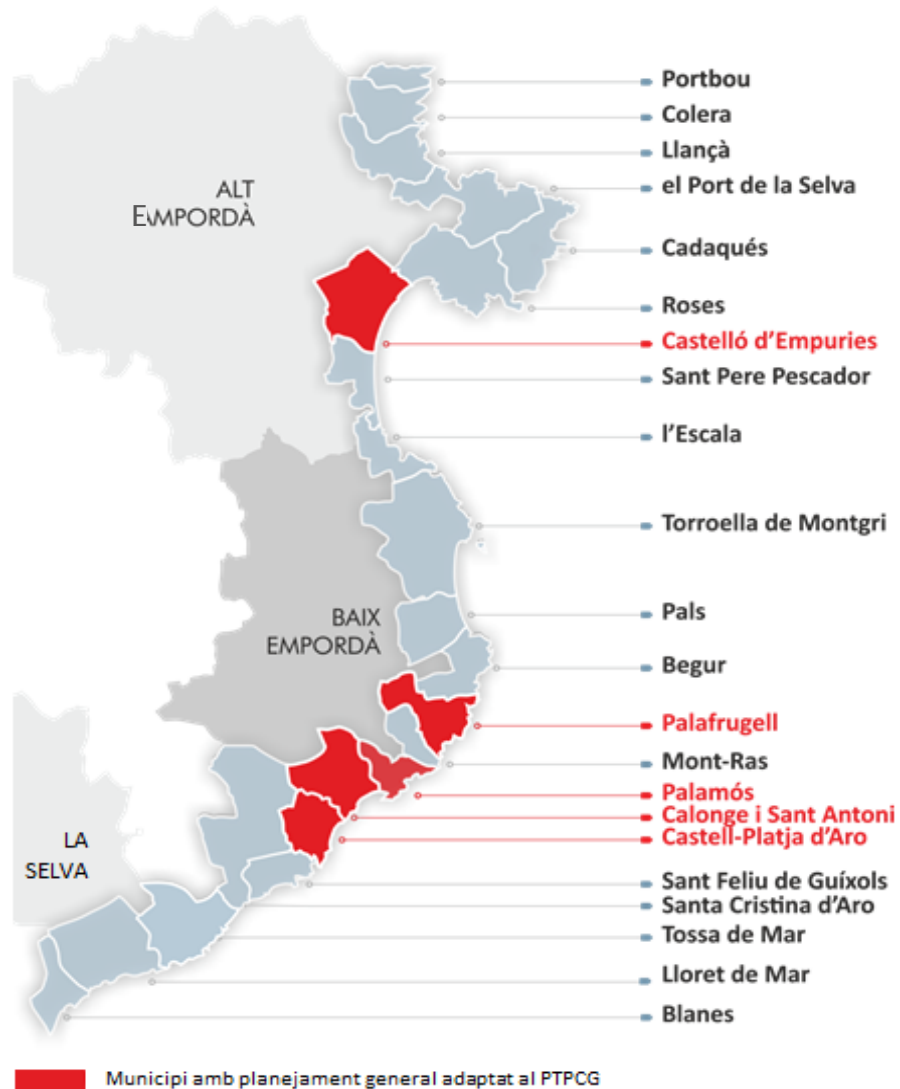 Portbou
Colera
Llançà
el Port de la Selva
ALT
EMPORDÀ
Cadaqués
Roses
Castelló d'Empuries
Sant Pere Pescador
l'Escala
Torroella de Montgri
Pals
BAIX
EMPORDÀ
Begur
Palafrugell
Mont-Ras
Palamós
Calonge i Sant Antoni
Castell-Platja d'Aro
LA
SELVA
Sant Feliu de Guíxols
Santa Cristina d'Aro
Tossa de Mar
Lloret de Mar
Blanes
Municipi amb planejament general adaptat al PTPCG